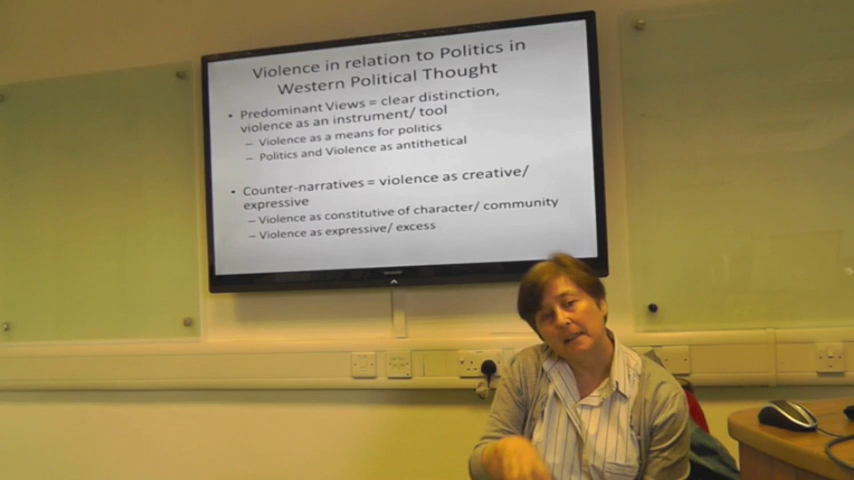 Violence in relation to Politics in
Western Political Thought
• Predominant Views = clear distinction,
violence as an instrument/ tool
– Violence as a means for politics
– Politics and Violence as antithetical
• Counter-narratives = violence as creative/
expressive
– Violence as constitutive of character/ community
– Violence as expressive/ excess